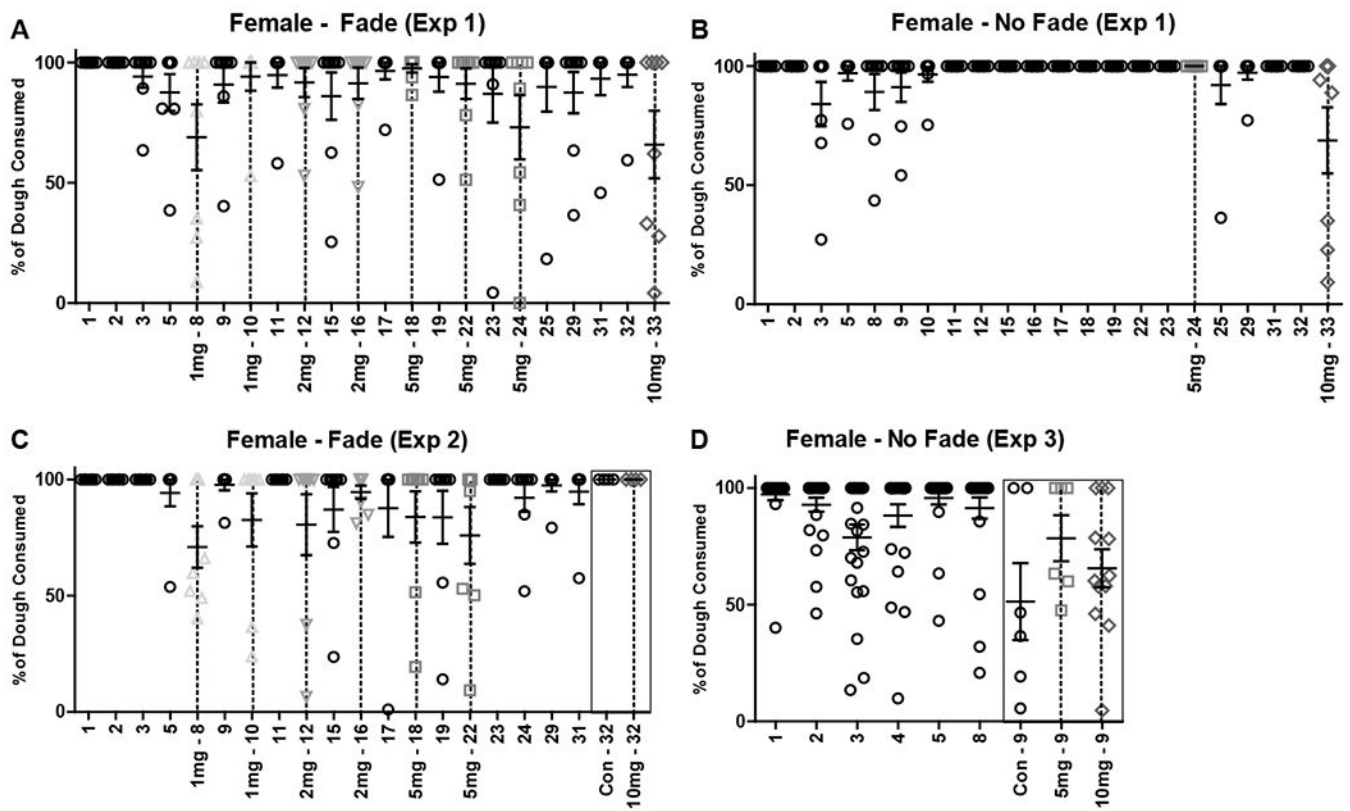 A
Female - Fade (Exp 1)
% of Dough Consumed
100
50
0
1 2 3 5 1mg - 8 9 1mg - 10 11 2mg - 12 15 2mg - 16 17 5mg - 18 19 5mg - 22 23 5mg - 24 25 29 31 32 10mg - 33
B
Female - No Fade (Exp 1)
% of Dough Consumed
100
50
0
1 2 3 5 8 9 10 11 12 15 16 17 18 19 22 23 5mg - 24 25 29 31 32 10mg - 33
C
Female - Fade (Exp 2)
% of Dough Consumed
100
50
0
1 2 3 5 1mg - 8 9 1mg - 10 11 2mg - 12 15 2mg - 16 17 5mg - 18 19 5mg - 22 23 24 29 31 Con - 32 10mg - 32
D
Female - No Fade (Exp 3)
% of Dough Consumed
100
50
0
1 2 3 4 5 8 Con - 9 5mg - 9 10mg - 9